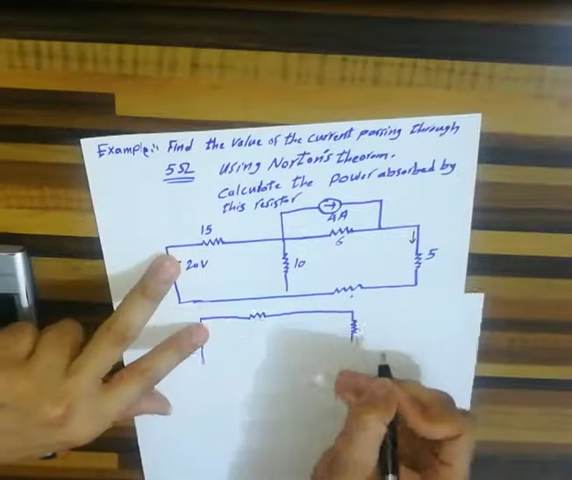 Example:: Find the value of the current passing through
5Ω using Norton's theorem.
Calculate the power absorbed by
this resistor
4A
15
6
20V
10
5